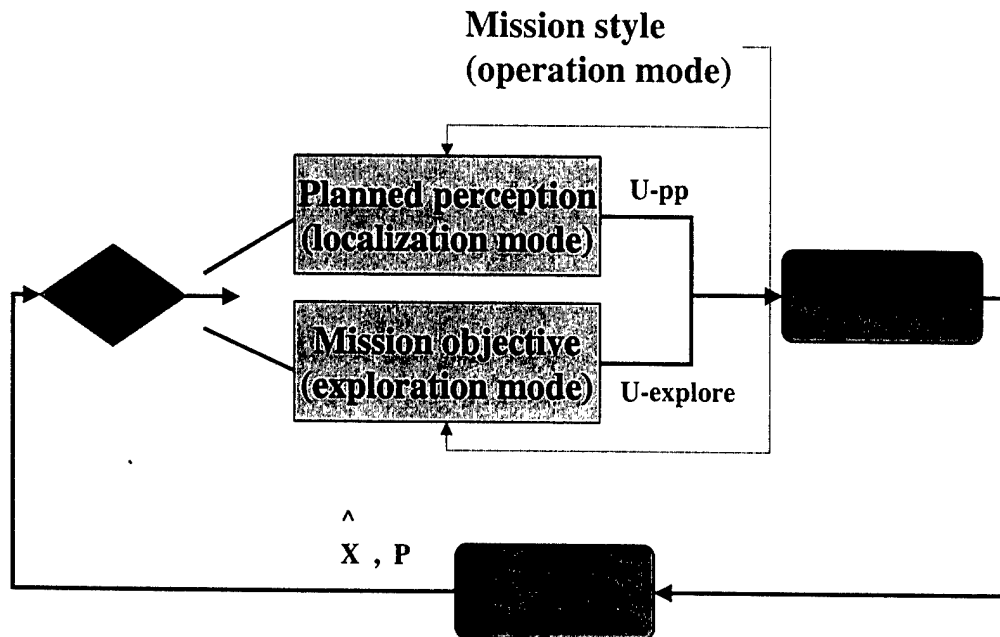 Mission style
(operation mode)
Planned perception
(localization mode)
U-pp
Mission objective
(exploration mode)
U-explore
^
X , P